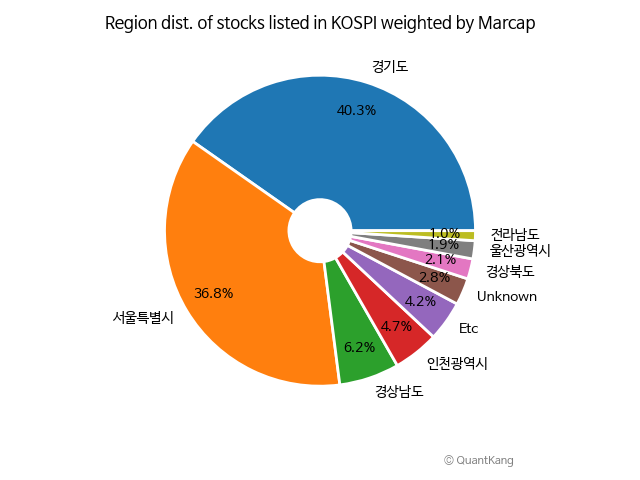 Region dist. of stocks listed in KOSPI weighted by Marcap
경기도
40.3%
서울특별시
36.8%
경상남도
6.2%
인천광역시
4.7%
Etc
4.2%
Unknown
2.8%
경상북도
2.1%
울산광역시
1.9%
전라남도
1.0%
© QuantKang